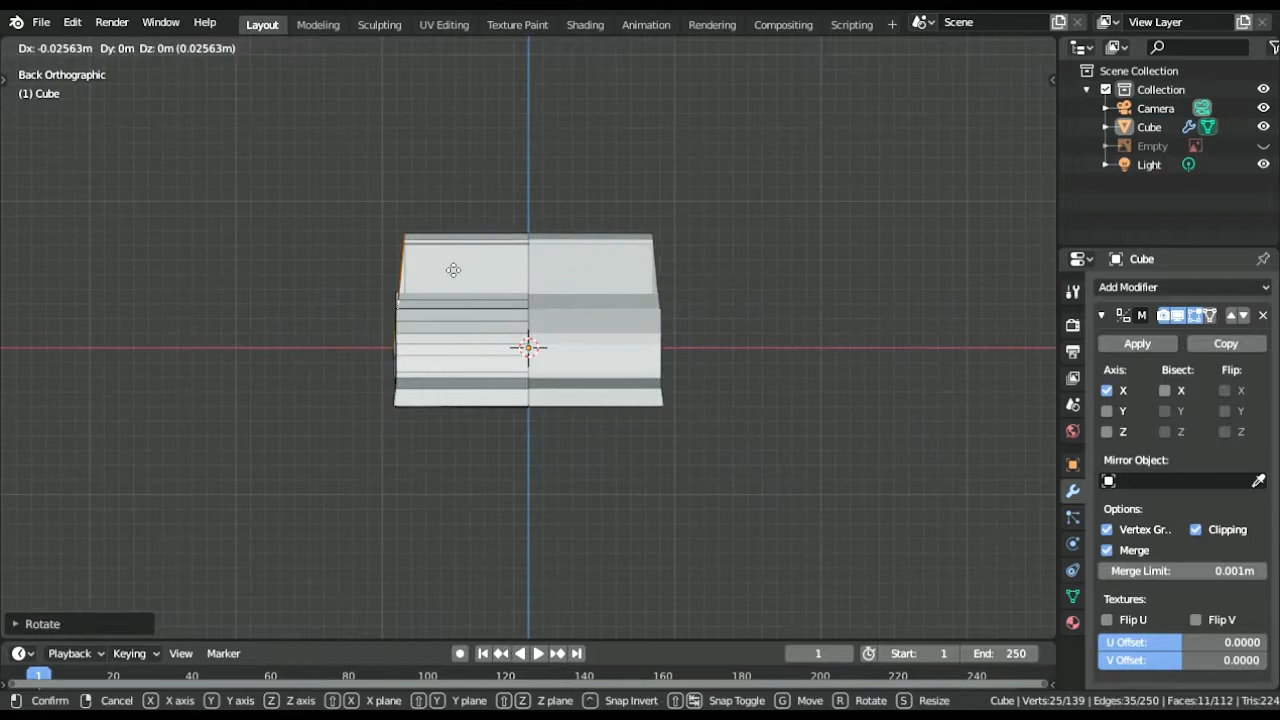 File Edit Render Window Help Layout Modeling Sculpting UV Editing Texture Paint Shading Animation Rendering Compositing Scripting + Scene View Layer
Dx: -0.02563m Dy: 0m Dz: 0m (0.02563m)
Back Orthographic
(1) Cube
Scene Collection
Collection
Camera
Cube
Empty
Light
Cube
Add Modifier
M
Apply Copy
Axis: Bisect: Flip:
X X X
Y Y Y
Z Z Z
Mirror Object:
Options:
Vertex Gr.. Clipping
Merge
Merge Limit: 0.001m
Textures:
Flip U Flip V
U Offset: 0.0000
V Offset: 0.0000
Rotate
Playback Keying View Marker 1 Start: 1 End: 250
1 20 40 60 80 100 120 140 160 180 200 220 240
Confirm Cancel X X axis Y Y axis Z Z axis X X plane Y Y plane Z Z plane Snap Invert Snap Toggle G Move R Rotate S Resize Cube | Verts:25/139 | Edges:35/250 | Faces:11/112 | Tris:224